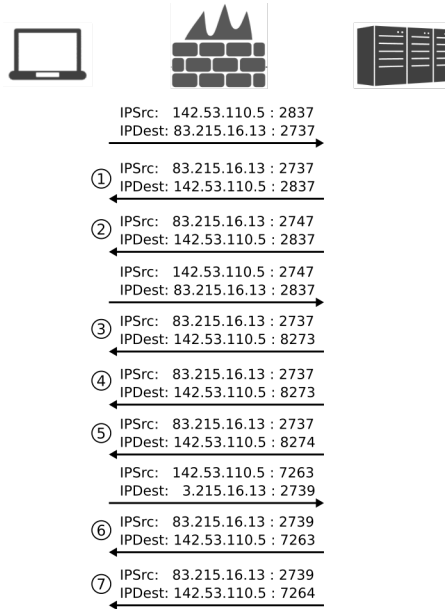 IPSrc: 142.53.110.5 : 2837
IPDest: 83.215.16.13 : 2737
① IPSrc: 83.215.16.13 : 2737
IPDest: 142.53.110.5 : 2837
② IPSrc: 83.215.16.13 : 2747
IPDest: 142.53.110.5 : 2837
IPSrc: 142.53.110.5 : 2747
IPDest: 83.215.16.13 : 2837
③ IPSrc: 83.215.16.13 : 2737
IPDest: 142.53.110.5 : 8273
④ IPSrc: 83.215.16.13 : 2737
IPDest: 142.53.110.5 : 8273
⑤ IPSrc: 83.215.16.13 : 2737
IPDest: 142.53.110.5 : 8274
IPSrc: 142.53.110.5 : 7263
IPDest: 3.215.16.13 : 2739
⑥ IPSrc: 83.215.16.13 : 2739
IPDest: 142.53.110.5 : 7263
⑦ IPSrc: 83.215.16.13 : 2739
IPDest: 142.53.110.5 : 7264